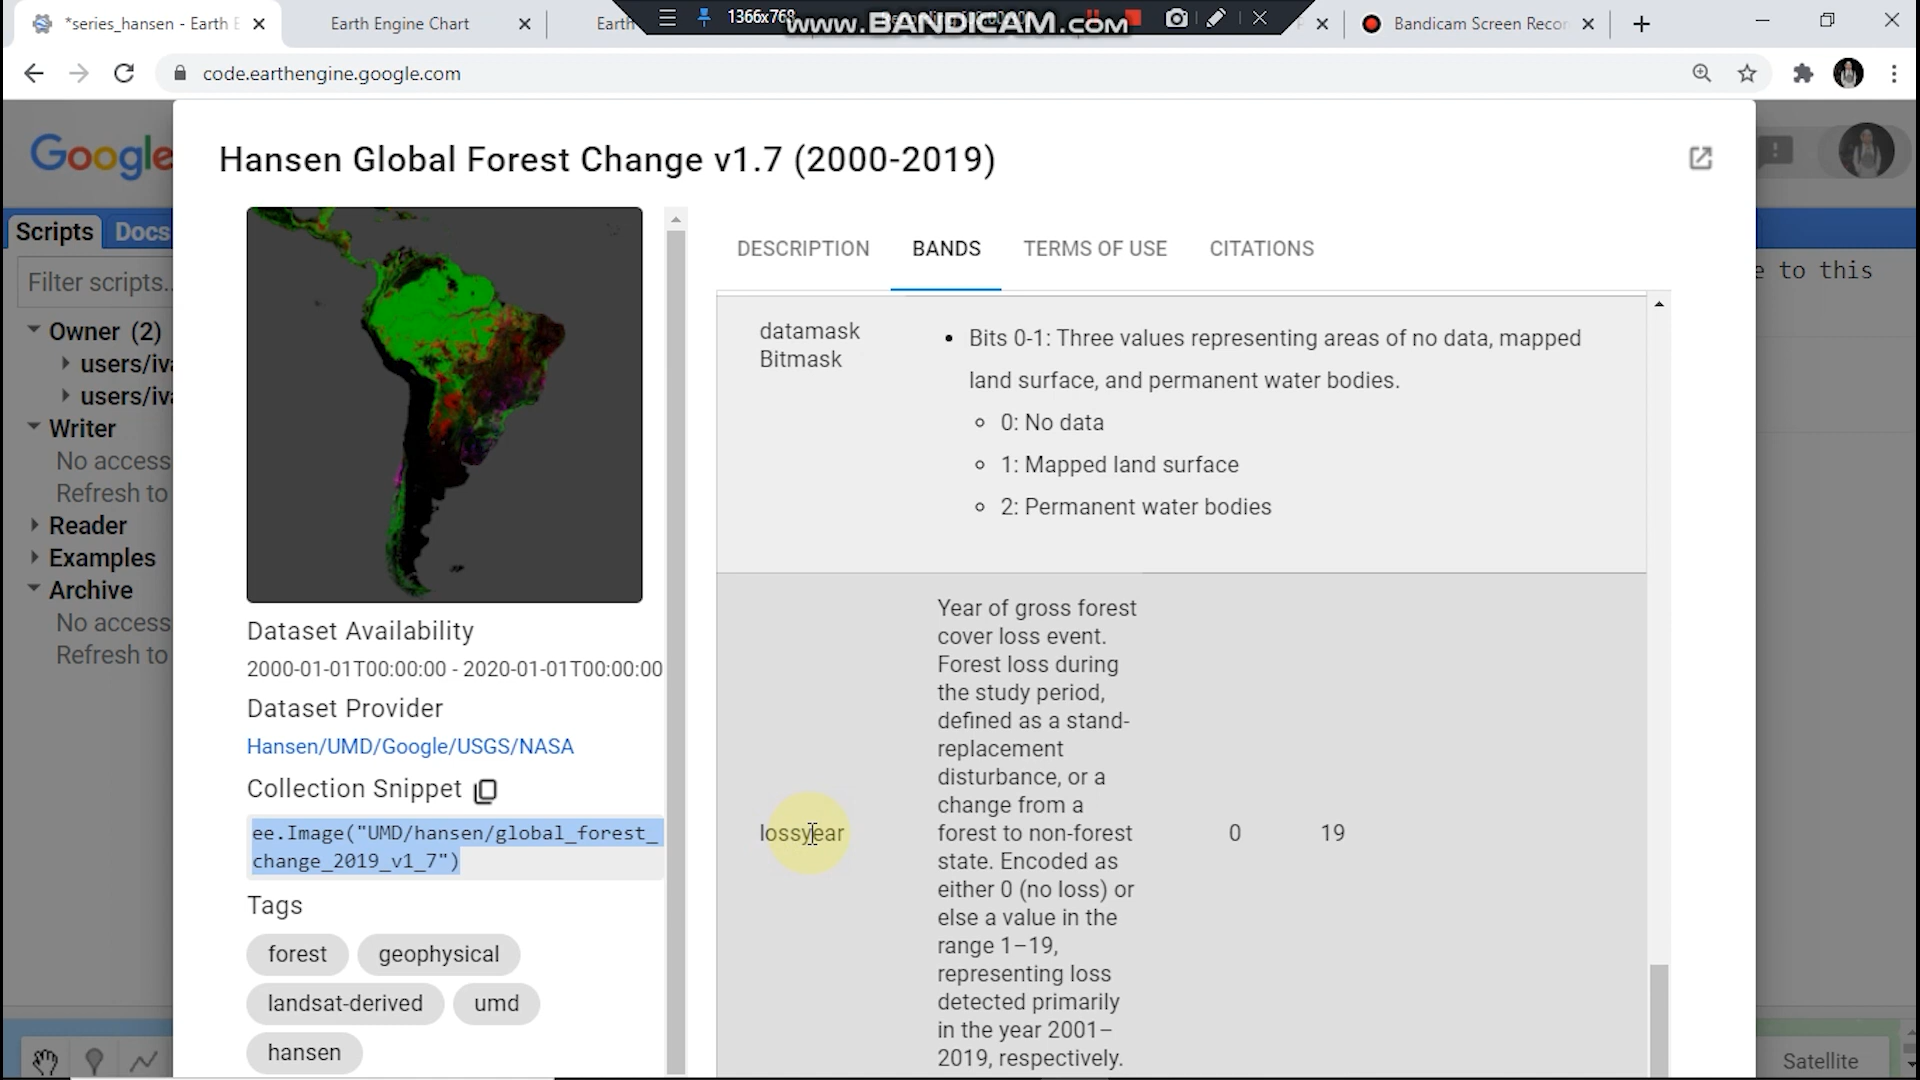 *series_hansen - Earth E
Earth Engine Chart
Earth
1366x768
www.BANDICAM.com
Bandicam Screen Recor
code.earthengine.google.com
Google
Hansen Global Forest Change v1.7 (2000-2019)
Scripts
Docs
Filter scripts..
e to this
Owner (2)
users/iva
users/iva
Writer
No access
Refresh to
Reader
Examples
Archive
No access
Refresh to
DESCRIPTION
BANDS
TERMS OF USE
CITATIONS
datamask
Bitmask
• Bits 0-1: Three values representing areas of no data, mapped
land surface, and permanent water bodies.
0: No data
1: Mapped land surface
2: Permanent water bodies
Dataset Availability
2000-01-01T00:00:00 - 2020-01-01T00:00:00
Dataset Provider
Hansen/UMD/Google/USGS/NASA
Collection Snippet
ee.Image("UMD/hansen/global_forest_
change_2019_v1_7")
Tags
forest
geophysical
landsat-derived
umd
hansen
lossyear
Year of gross forest
cover loss event.
Forest loss during
the study period,
defined as a stand-
replacement
disturbance, or a
change from a
forest to non-forest
state. Encoded as
either 0 (no loss) or
else a value in the
range 1–19,
representing loss
detected primarily
in the year 2001–
2019, respectively.
0
19
Satellite